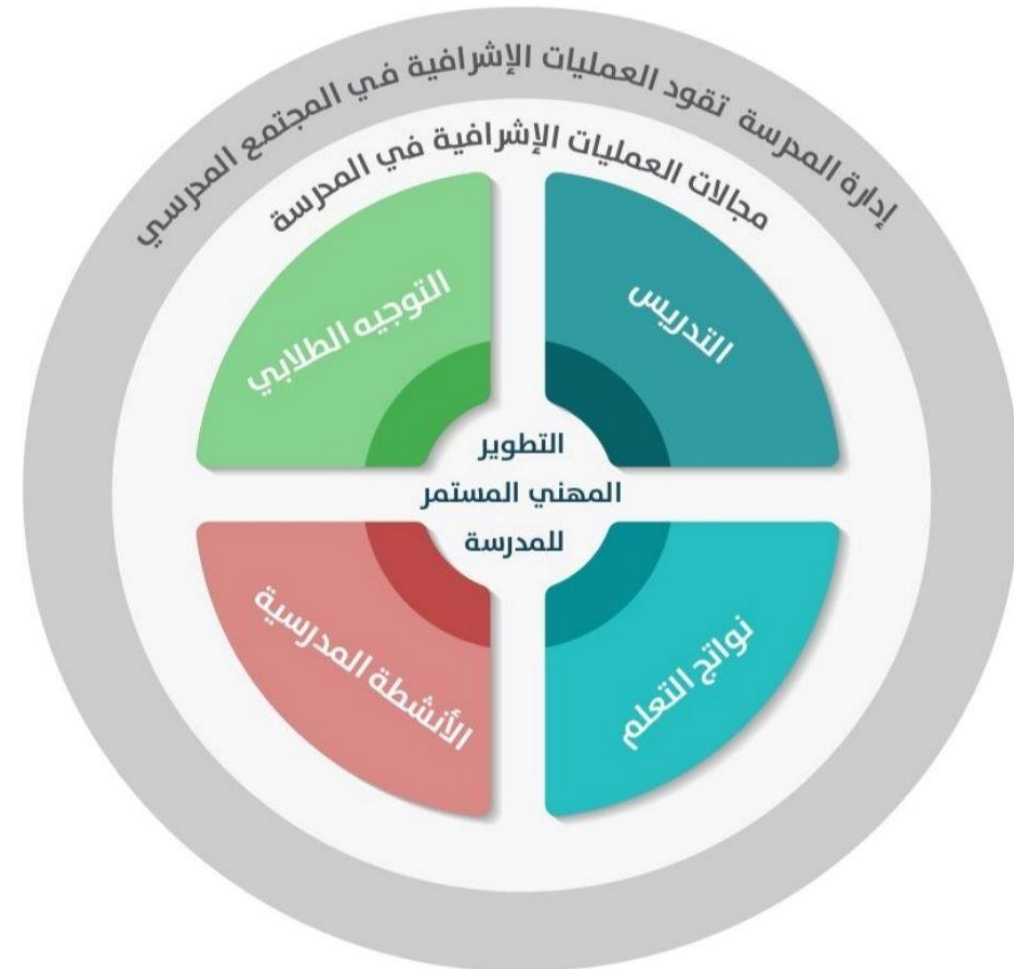 إدارة المدرسة تقود العمليات الإشرافية في المجتمع المدرسي
مجالات العمليات الإشرافية في المدرسة
التدريس
التوجيه الطلابي
التطوير
المهني المستمر
للمدرسة
نواتج التعلم
الأنشطة المدرسية